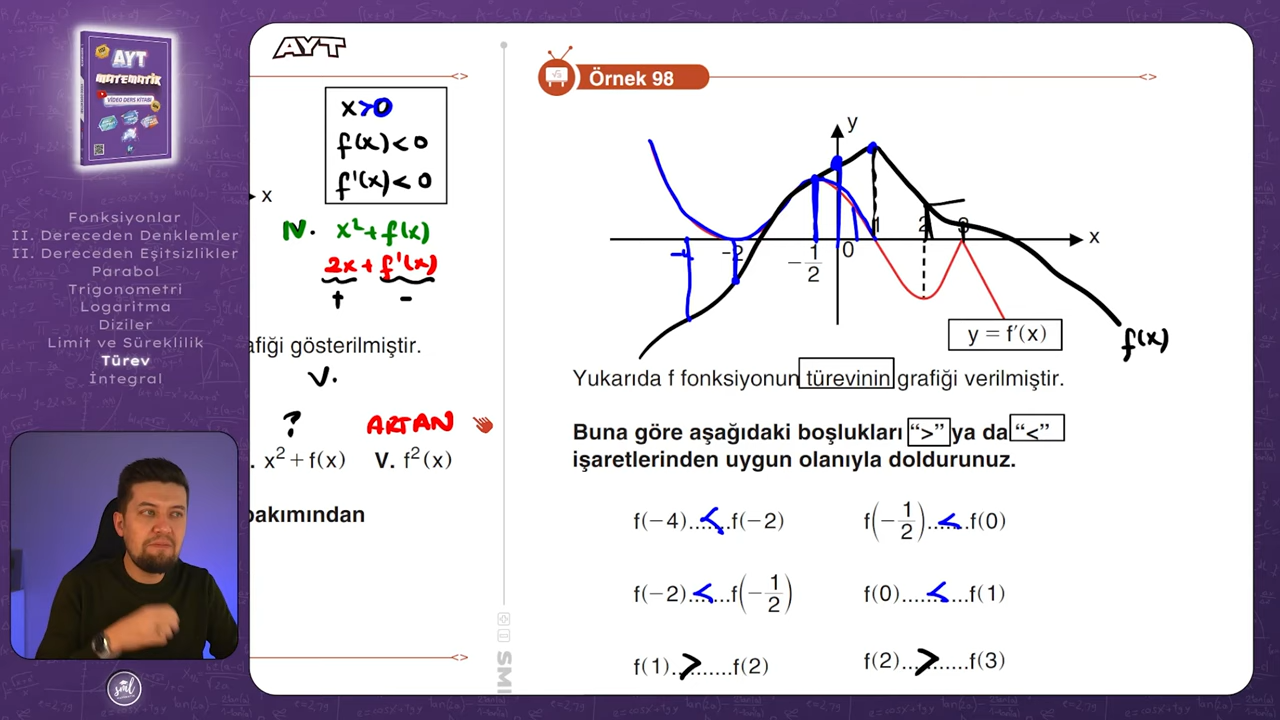 AYT
MATEMATİK
VİDEO DERS KİTABI
Fonksiyonlar
II. Dereceden Denklemler
II. Dereceden Eşitsizlikler
Parabol
Trigonometri
Logaritma
Diziler
Limit ve Süreklilik
Türev
İntegral
sml
AYT
x>0
f(x)<0
f'(x)<0
x
IV. x²+f(x)
2x+f'(x)
+ -
afiği gösterilmiştir.
V.
? ARTAN
. x²+f(x) V. f²(x)
bakımından
SM
Örnek 98
y
x
-4 -2 -1/2 0 1 2 3
y = f′(x)
f(x)
Yukarıda f fonksiyonun türevinin grafiği verilmiştir.
Buna göre aşağıdaki boşlukları “>” ya da “<”
işaretlerinden uygun olanıyla doldurunuz.
f(−4)...<....f(−2) f(−1/2)...<...f(0)
f(−2)<......f(−1/2) f(0)....<....f(1)
f(1)..>......f(2) f(2)...>......f(3)